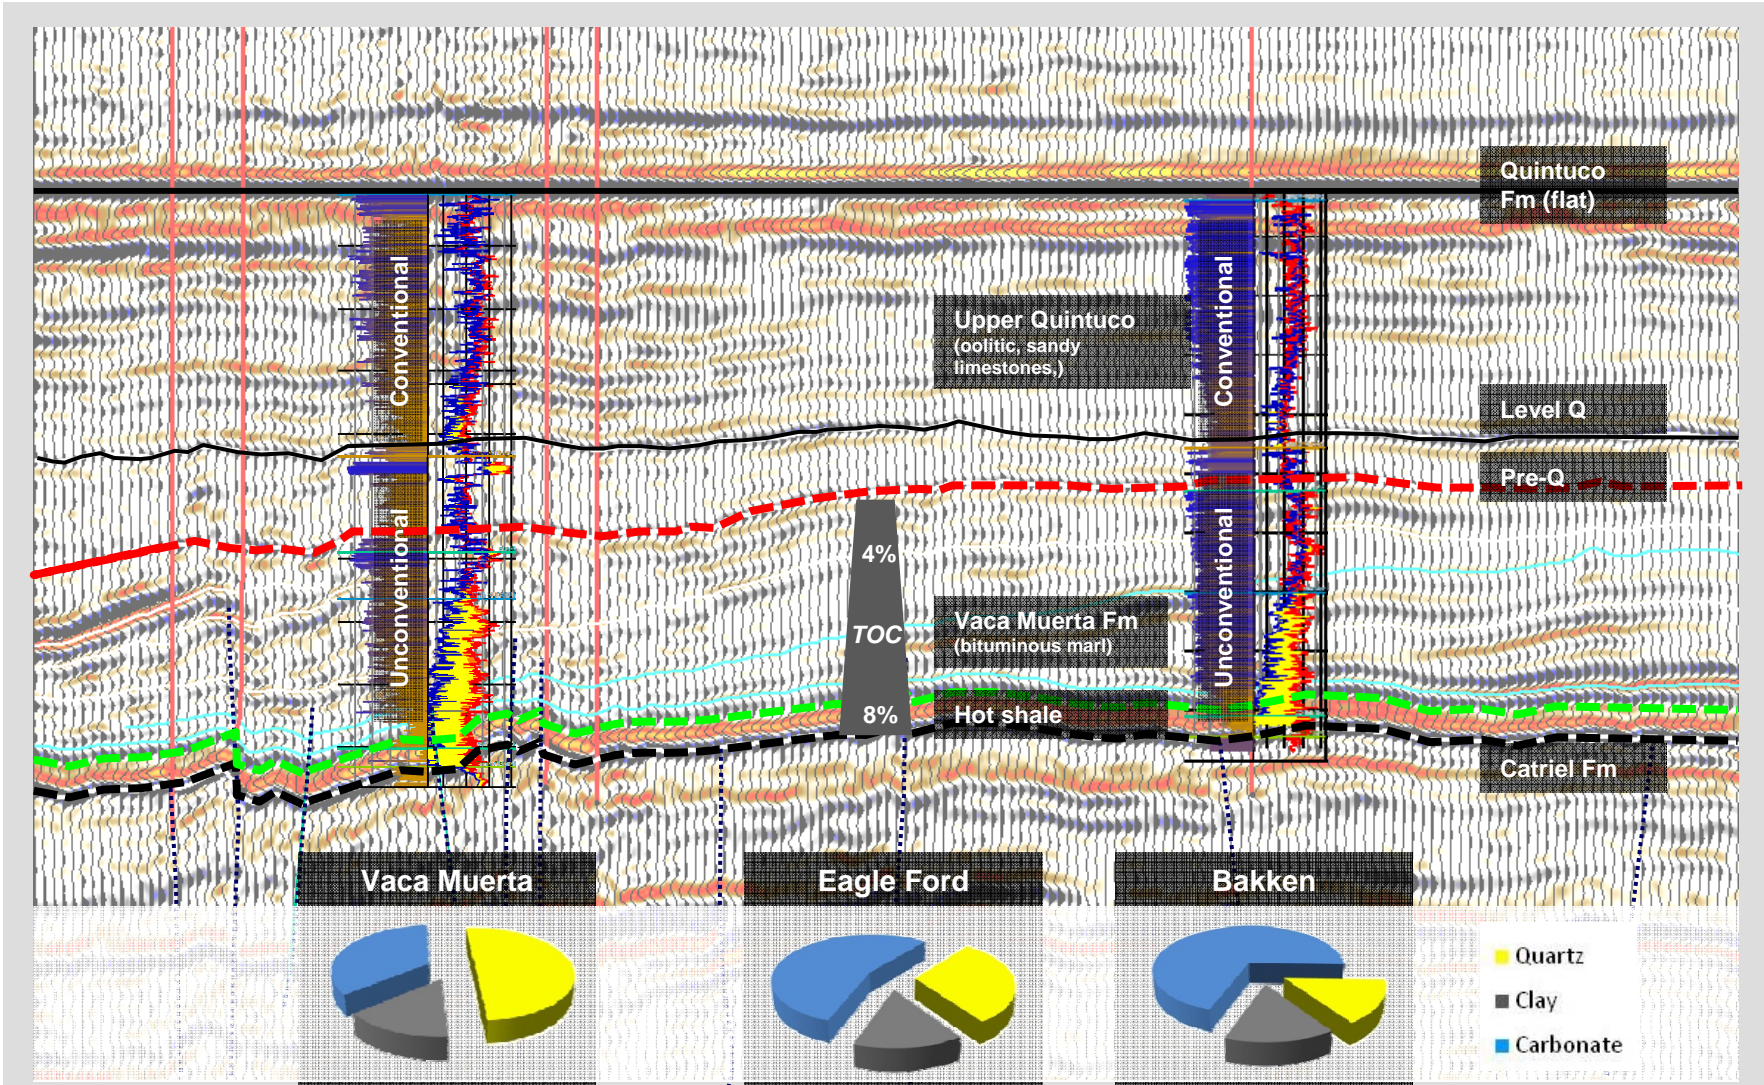 Quintuco
Fm (flat)
Conventional
Conventional
Upper Quintuco
(oolitic, sandy
limestones,)
Level Q
Pre-Q
Unconventional
Unconventional
4%
TOC
8%
Vaca Muerta Fm
(bituminous marl)
Hot shale
Catriel Fm
Vaca Muerta
Eagle Ford
Bakken
Quartz
Clay
Carbonate